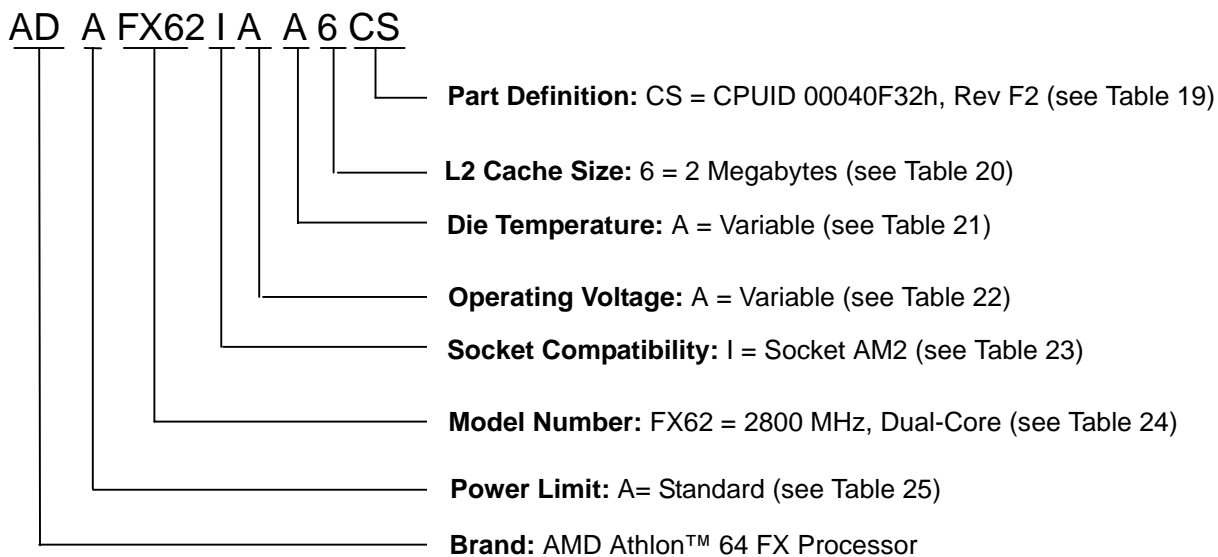 AD A FX62 I A A 6 CS
Part Definition: CS = CPUID 00040F32h, Rev F2 (see Table 19)
L2 Cache Size: 6 = 2 Megabytes (see Table 20)
Die Temperature: A = Variable (see Table 21)
Operating Voltage: A = Variable (see Table 22)
Socket Compatibility: I = Socket AM2 (see Table 23)
Model Number: FX62 = 2800 MHz, Dual-Core (see Table 24)
Power Limit: A= Standard (see Table 25)
Brand: AMD Athlon™ 64 FX Processor